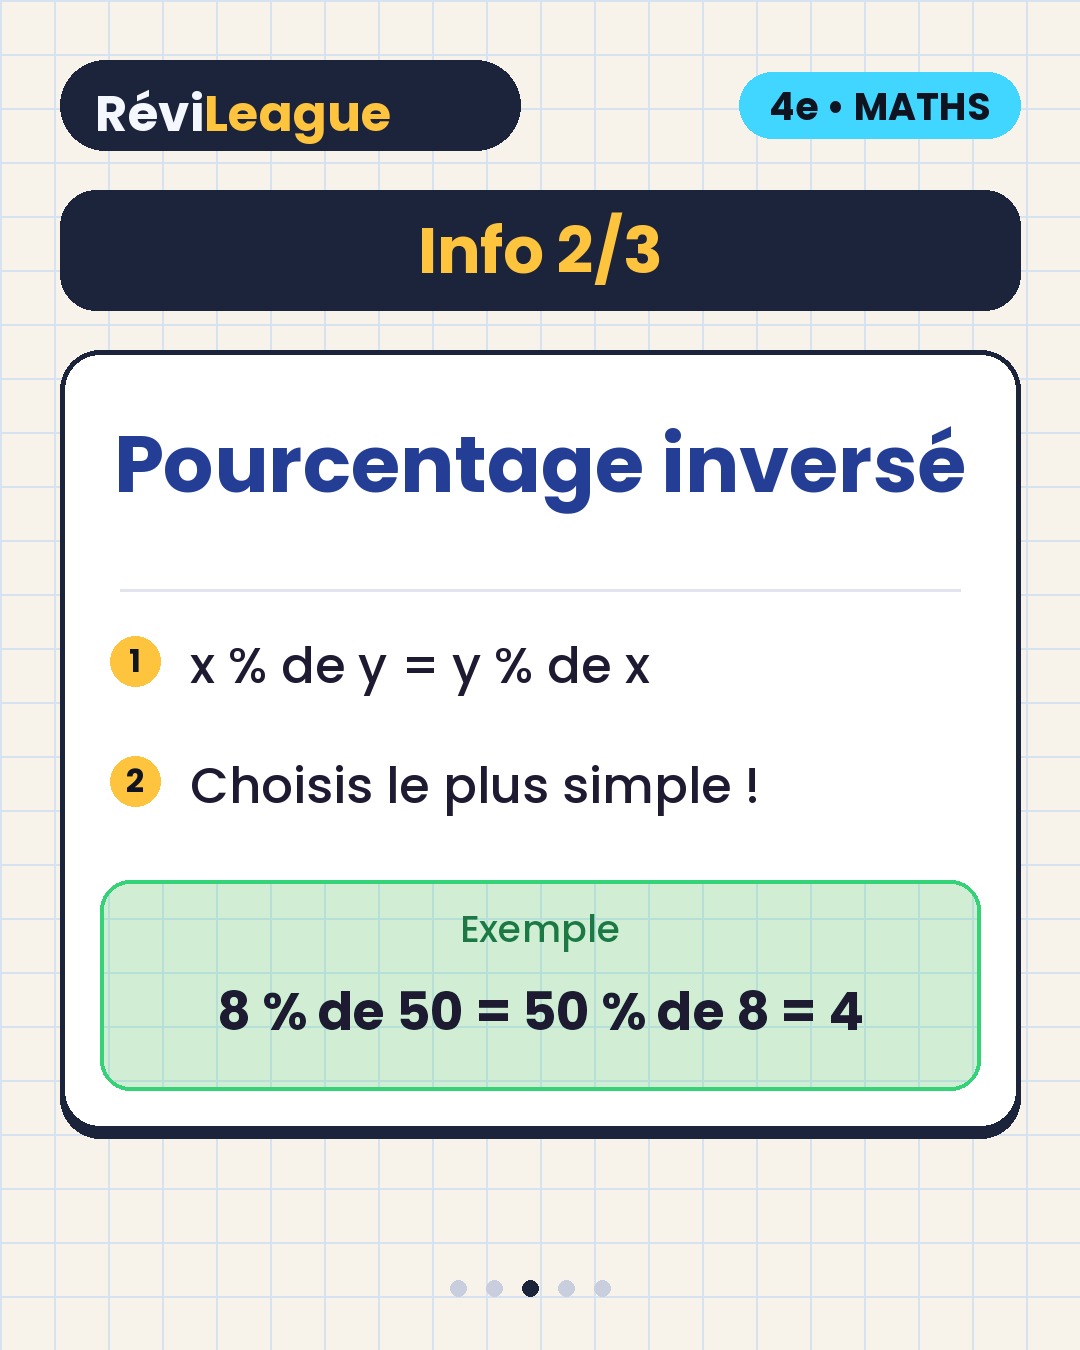 RéviLeague
4e • MATHS
Info 2/3
Pourcentage inversé
1 x % de y = y % de x
2 Choisis le plus simple !
Exemple
8 % de 50 = 50 % de 8 = 4